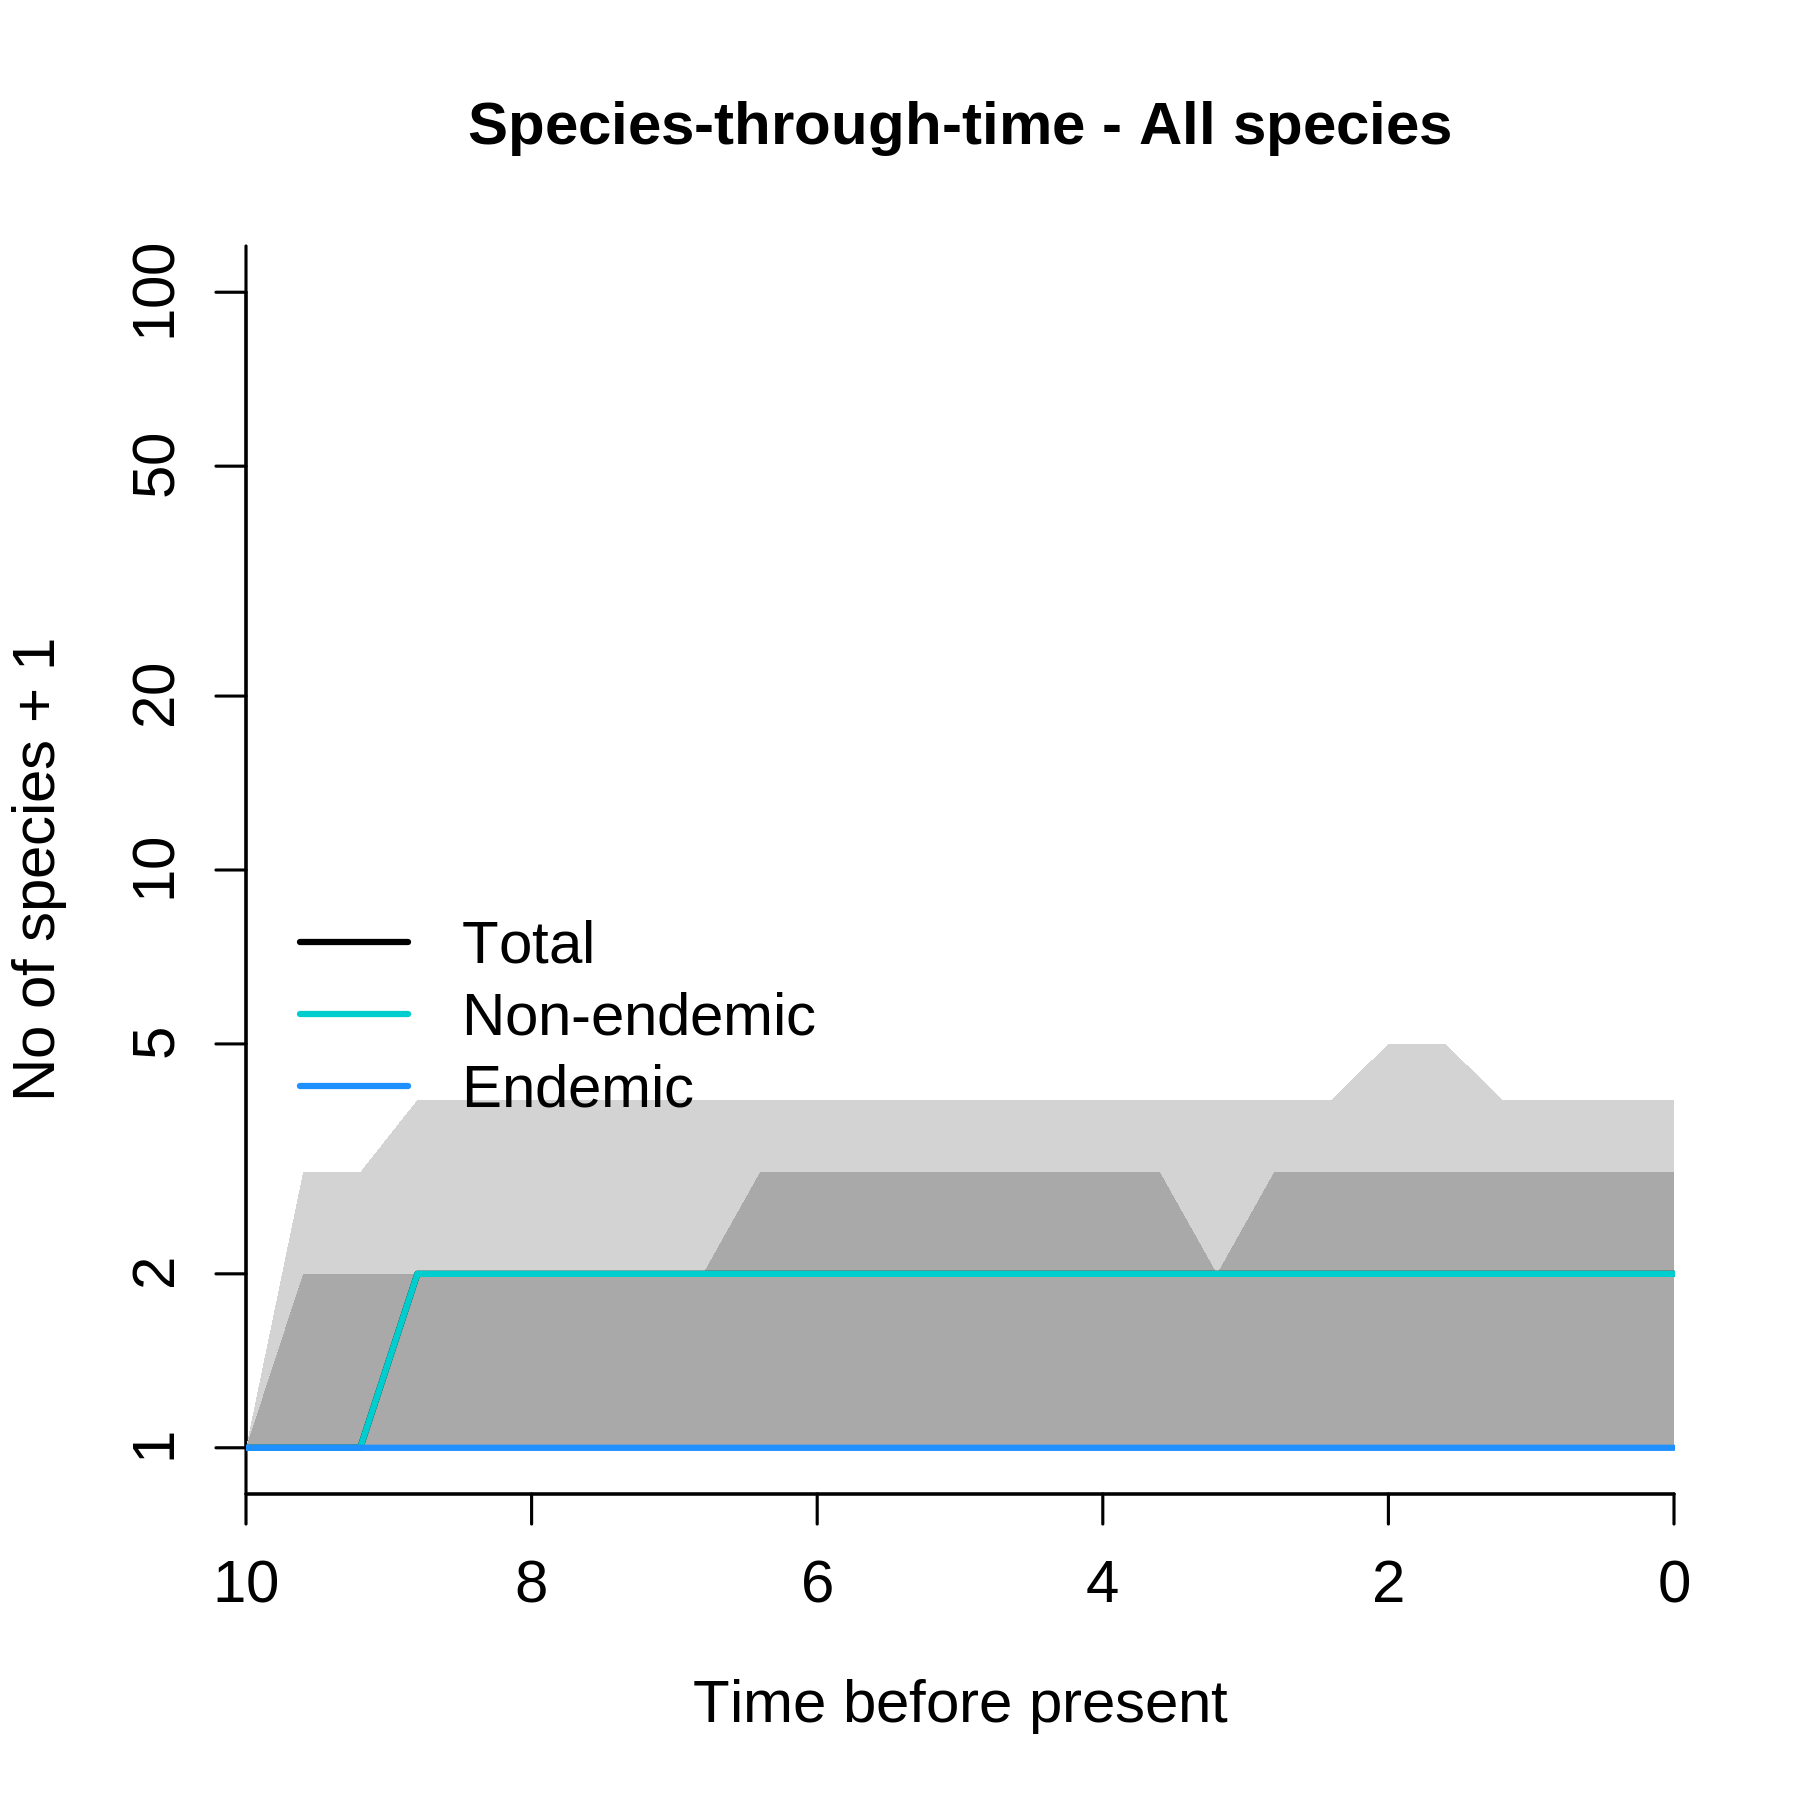 Species-through-time - All species
No of species + 1
100
50
20
10
5
2
1
Total
Non-endemic
Endemic
10 8 6 4 2 0
Time before present